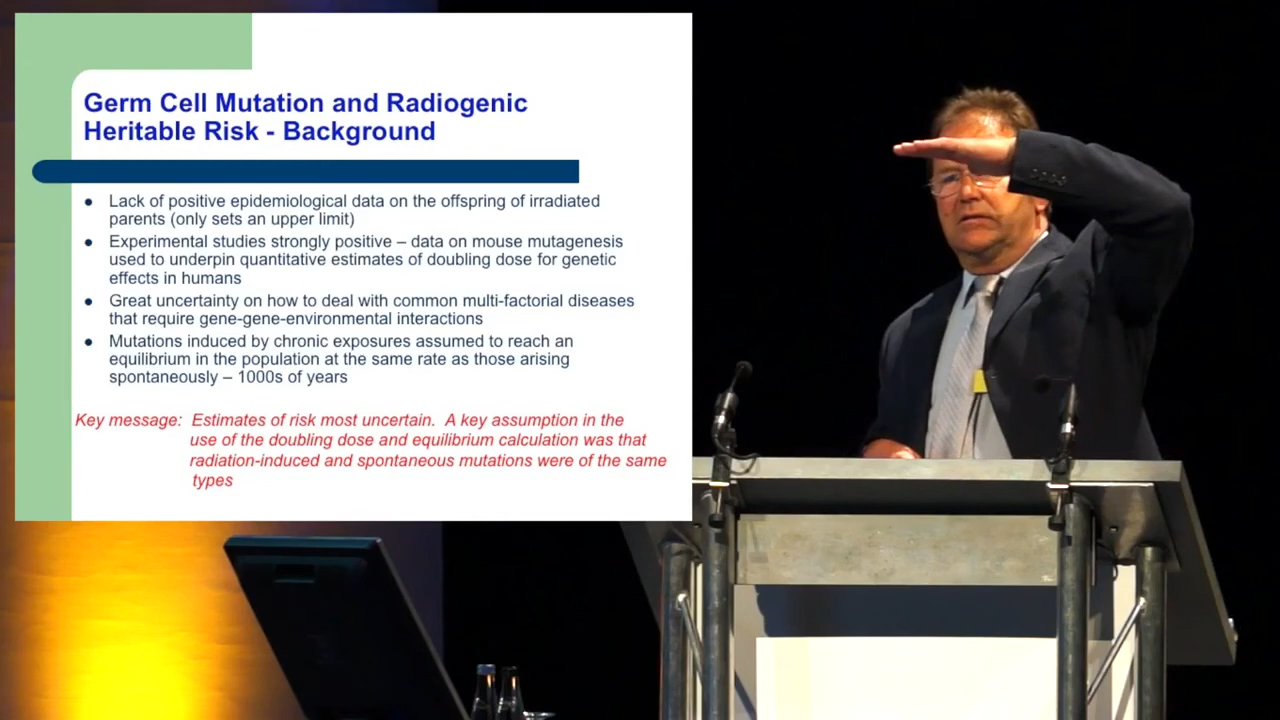 Germ Cell Mutation and Radiogenic
Heritable Risk - Background
● Lack of positive epidemiological data on the offspring of irradiated
parents (only sets an upper limit)
● Experimental studies strongly positive – data on mouse mutagenesis
used to underpin quantitative estimates of doubling dose for genetic
effects in humans
● Great uncertainty on how to deal with common multi-factorial diseases
that require gene-gene-environmental interactions
● Mutations induced by chronic exposures assumed to reach an
equilibrium in the population at the same rate as those arising
spontaneously – 1000s of years
Key message: Estimates of risk most uncertain. A key assumption in the
use of the doubling dose and equilibrium calculation was that
radiation-induced and spontaneous mutations were of the same
types